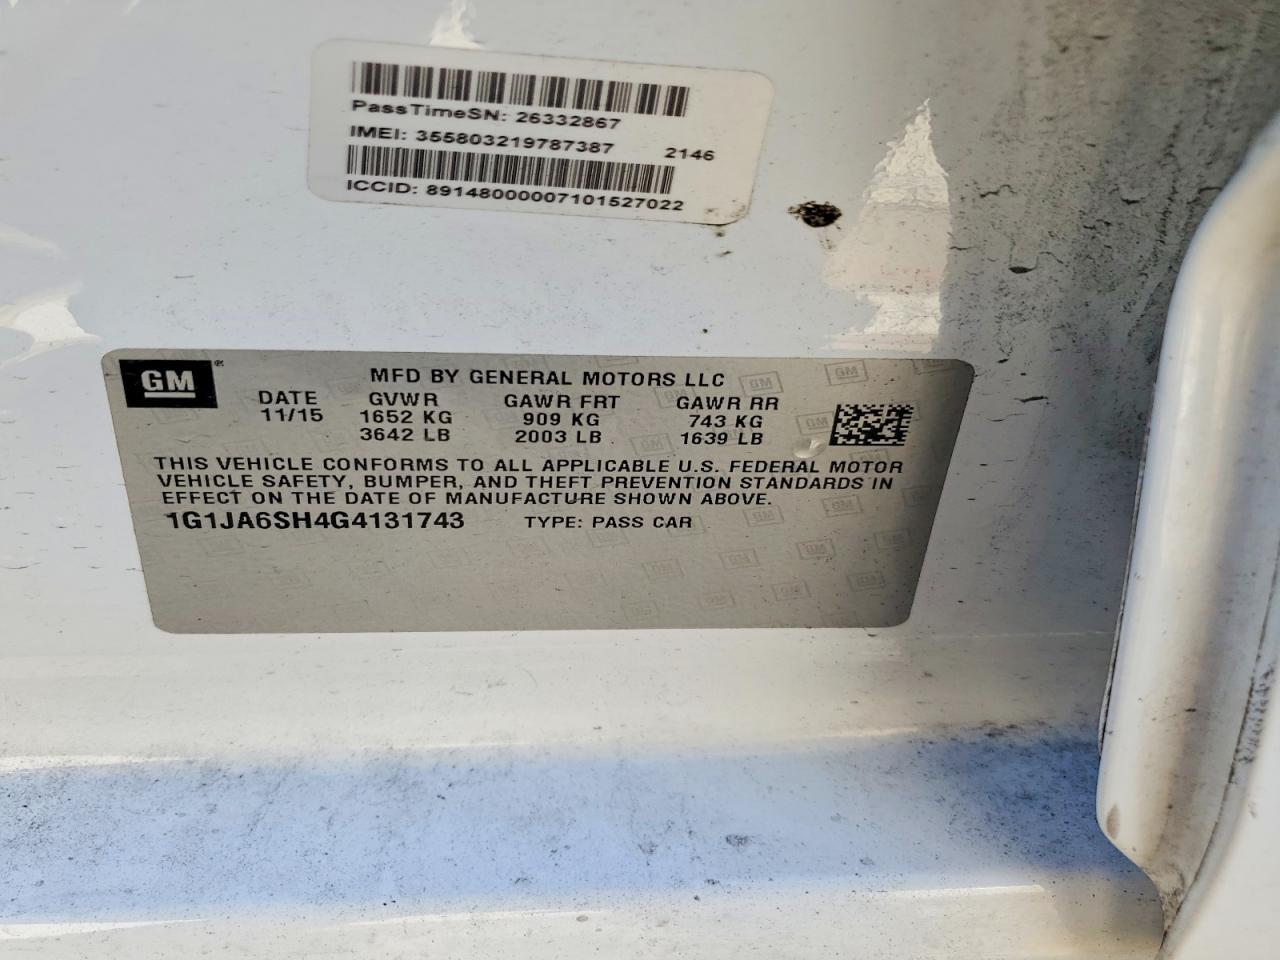 PassTimeSN: 26332867
IMEI: 355803219787387 2146
ICCID: 89148000007101527022
GM ®
MFD BY GENERAL MOTORS LLC
DATE GVWR GAWR FRT GAWR RR
11/15 1652 KG 909 KG 743 KG
3642 LB 2003 LB 1639 LB
THIS VEHICLE CONFORMS TO ALL APPLICABLE U.S. FEDERAL MOTOR
VEHICLE SAFETY, BUMPER, AND THEFT PREVENTION STANDARDS IN
EFFECT ON THE DATE OF MANUFACTURE SHOWN ABOVE.
1G1JA6SH4G4131743 TYPE: PASS CAR